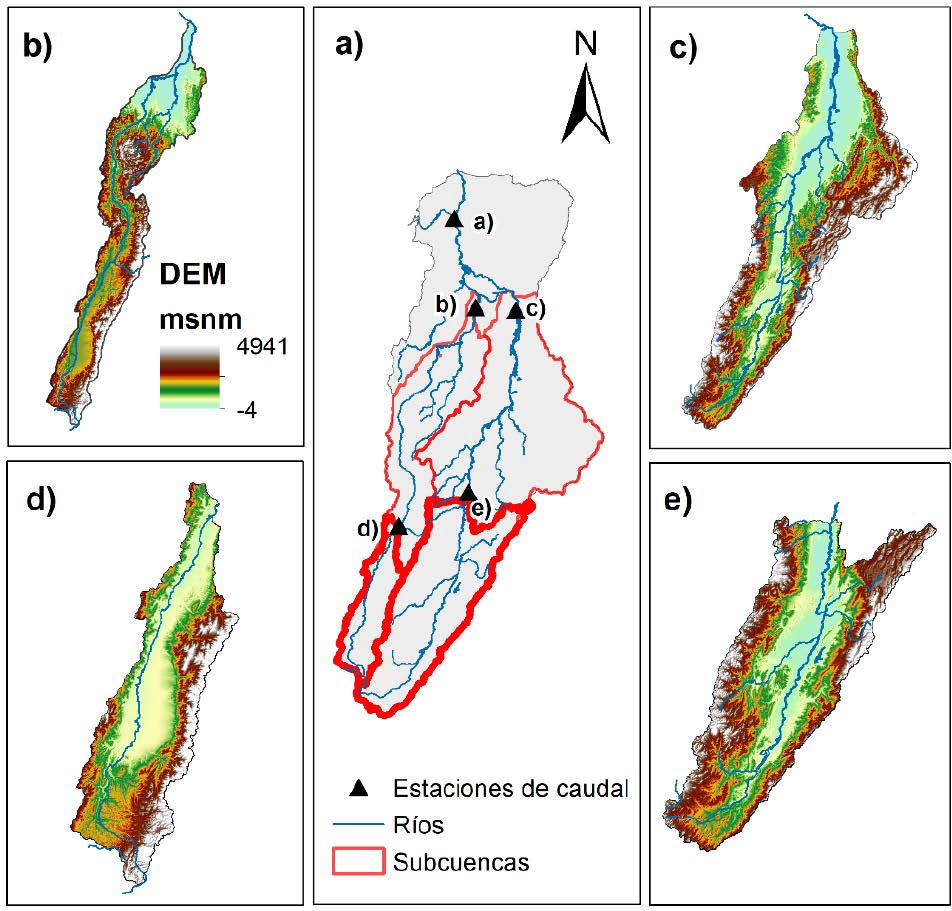 b)
DEM
msnm
4941
-4
a)
N
a)
b)
c)
d)
e)
Estaciones de caudal
Ríos
Subcuencas
c)
d)
e)